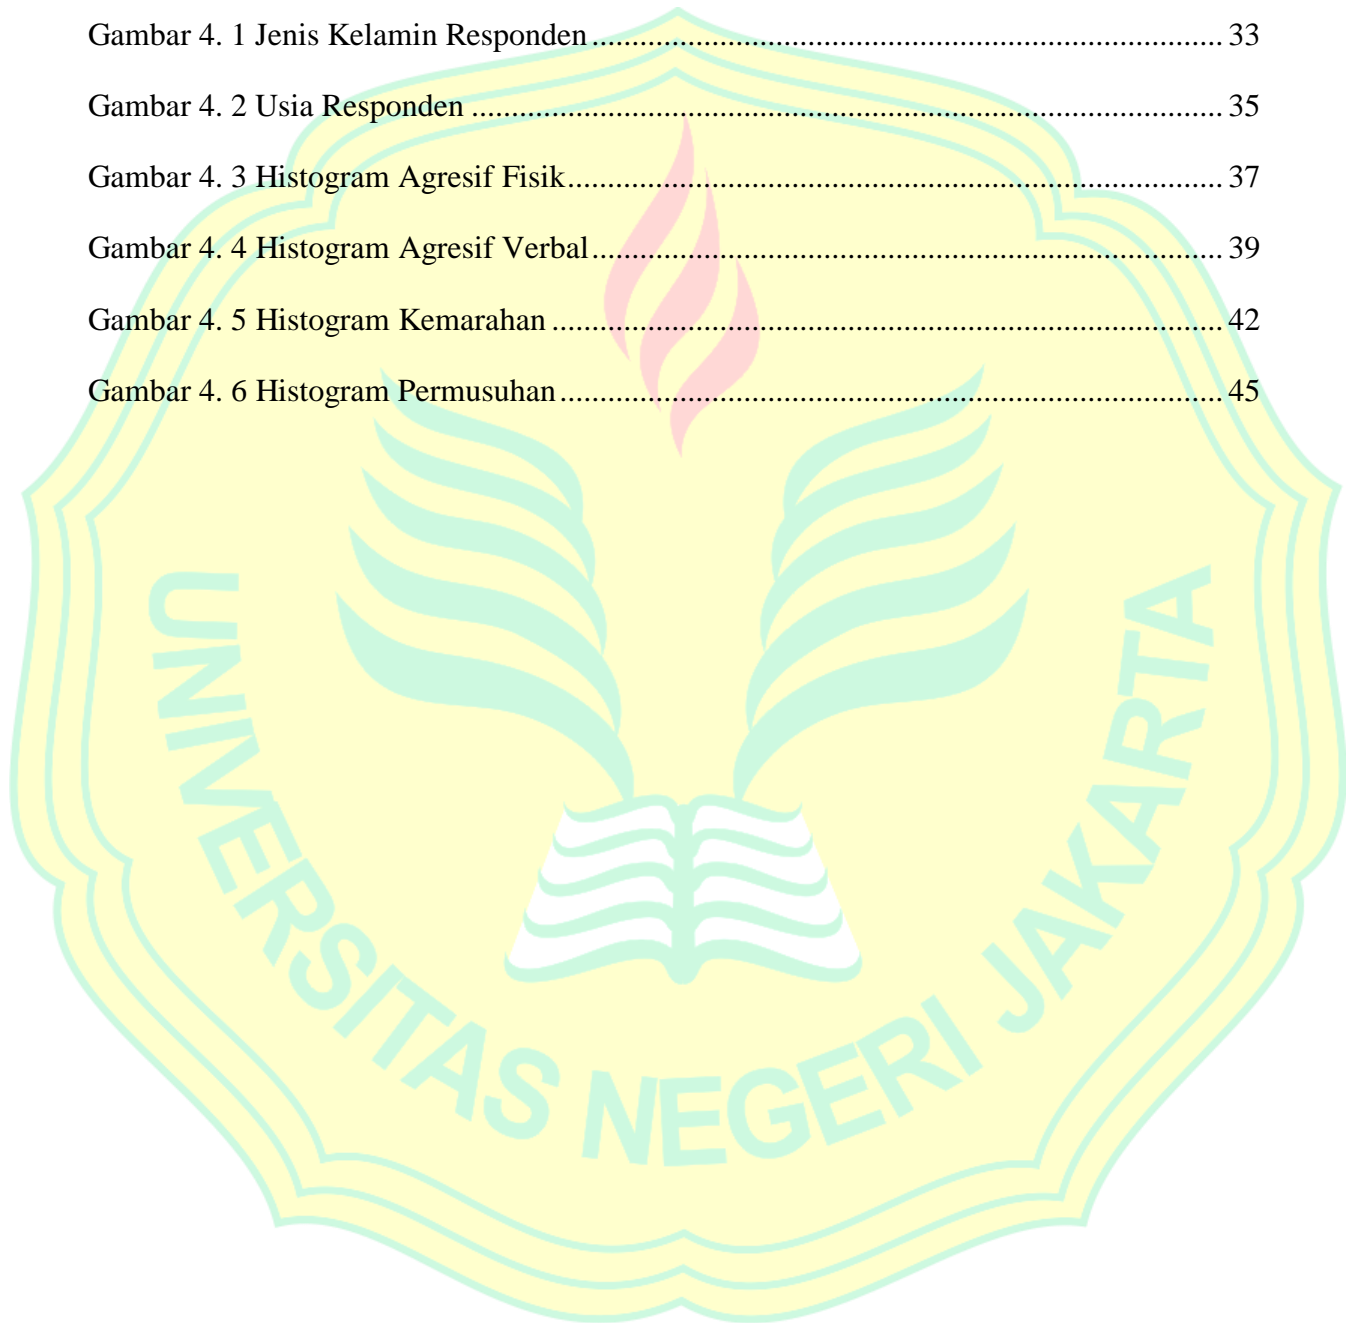 Gambar 4. 1 Jenis Kelamin Responden ............................................................................... 33
Gambar 4. 2 Usia Responden .............................................................................................. 35
Gambar 4. 3 Histogram Agresif Fisik.................................................................................. 37
Gambar 4. 4 Histogram Agresif Verbal............................................................................... 39
Gambar 4. 5 Histogram Kemarahan .................................................................................... 42
Gambar 4. 6 Histogram Permusuhan ................................................................................... 45
UNIVERSITAS NEGERI JAKARTA